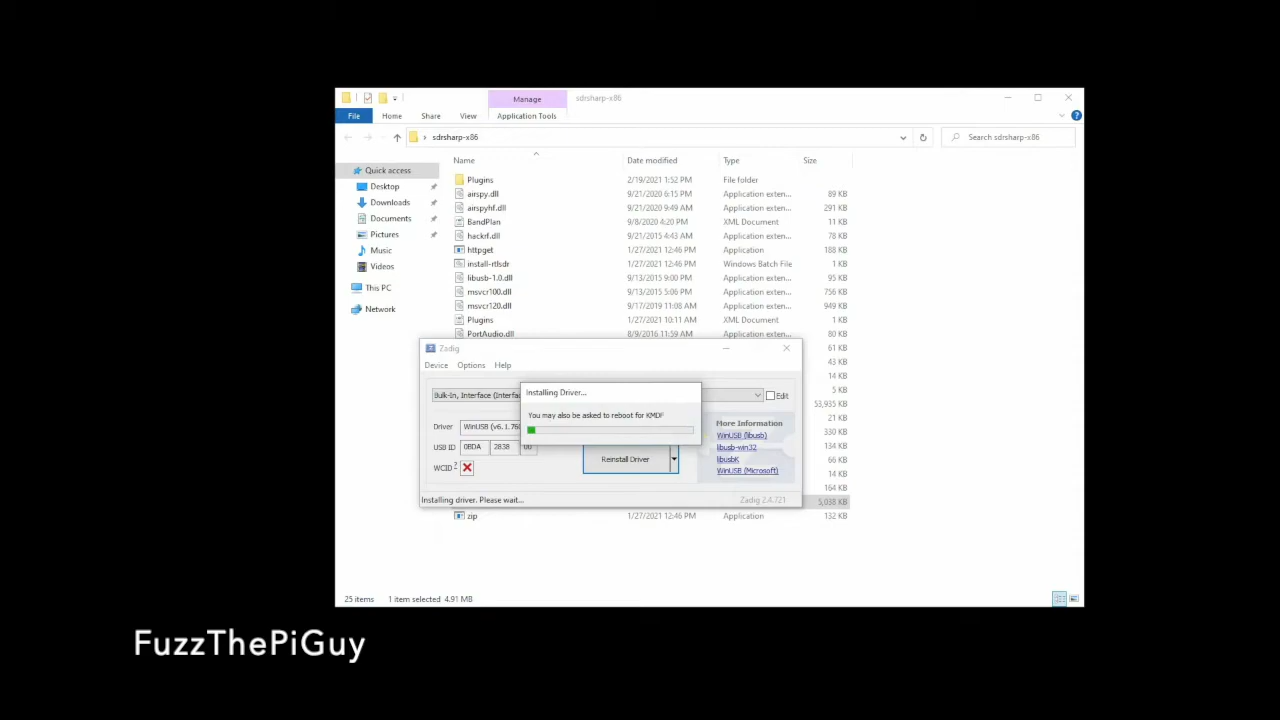 Manage
sdrsharp-x86
File
Home
Share
View
Application Tools
sdrsharp-x86
Search sdrsharp-x86
Quick access
Desktop
Downloads
Documents
Pictures
Music
Videos
This PC
Network
Name Date modified Type Size
Plugins 2/19/2021 1:52 PM File folder
airspy.dll 9/21/2020 6:15 PM Application exten... 89 KB
airspyhf.dll 9/21/2020 9:49 AM Application exten... 291 KB
BandPlan 9/8/2020 4:20 PM XML Document 11 KB
hackrf.dll 9/21/2015 4:43 AM Application exten... 78 KB
httpget 1/27/2021 12:46 PM Application 188 KB
install-rtlsdr 1/27/2021 12:46 PM Windows Batch File 1 KB
libusb-1.0.dll 9/13/2015 9:00 PM Application exten... 95 KB
msvcr100.dll 9/13/2015 5:06 PM Application exten... 756 KB
msvcr120.dll 9/17/2019 11:08 AM Application exten... 949 KB
Plugins 1/27/2021 10:11 AM XML Document 1 KB
PortAudio.dll 8/9/2016 11:59 AM Application exten... 80 KB
61 KB
43 KB
14 KB
5 KB
53,935 KB
21 KB
330 KB
134 KB
66 KB
14 KB
164 KB
5,038 KB
zip 1/27/2021 12:46 PM Application 132 KB
Zadig
Device Options Help
Bulk-In, Interface (Interfa
Edit
Installing Driver...
You may also be asked to reboot for KMDF
Driver WinUSB (v6.1.760
USB ID 0BDA 2838 00
WCID ?
Reinstall Driver
More Information
WinUSB (libusb)
libusb-win32
libusbK
WinUSB (Microsoft)
Installing driver. Please wait...
Zadig 2.4.721
25 items 1 item selected 4.91 MB
FuzzThePiGuy